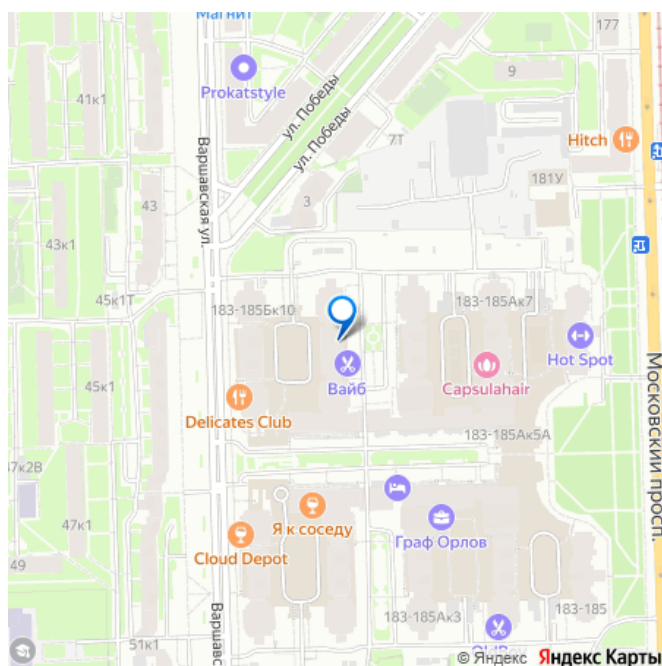 Магнит
177
41к1
Prokatstyle
ул. Победы
9
ул. Победы
7Т
Hitch
181У
Варшавская ул.
43
3
43к1
45к1Т
183-185Бк10
183-185Ак7
Hot Spot
Вайб
Capsulahair
45к1
Delicates Club
183-185Ак5А
Московский просп.
47к2В
Я к соседу
47к1
Граф Орлов
Cloud Depot
49
183-185Ак3
183-185
51к1
© Яндекс Яндекс Карты